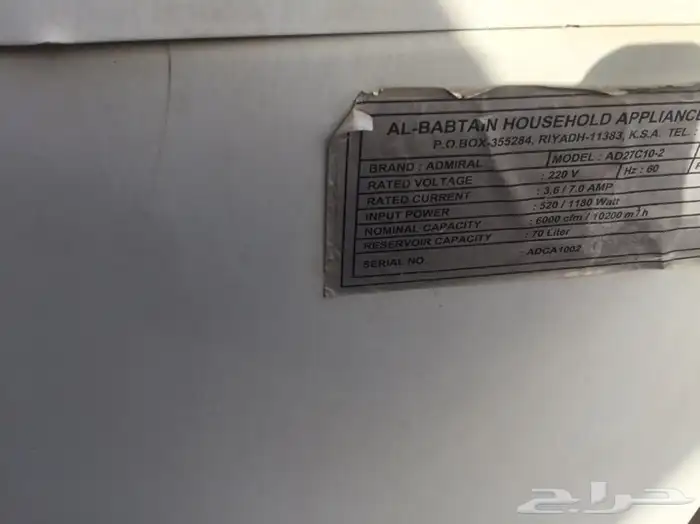 AL-BABTAIN HOUSEHOLD APPLIANCE
P.O.BOX-355284, RIYADH-11383, K.S.A. TEL.
BRAND : ADMIRAL MODEL : AD27C10-2
RATED VOLTAGE : 220 V Hz : 60
RATED CURRENT : 3,6 / 7.0 AMP
INPUT POWER : 520 / 1180 Watt
NOMINAL CAPACITY : 6000 cfm / 10200 m³h
RESERVOIR CAPACITY : 70 Liter
SERIAL NO. ADCA1002
حراج